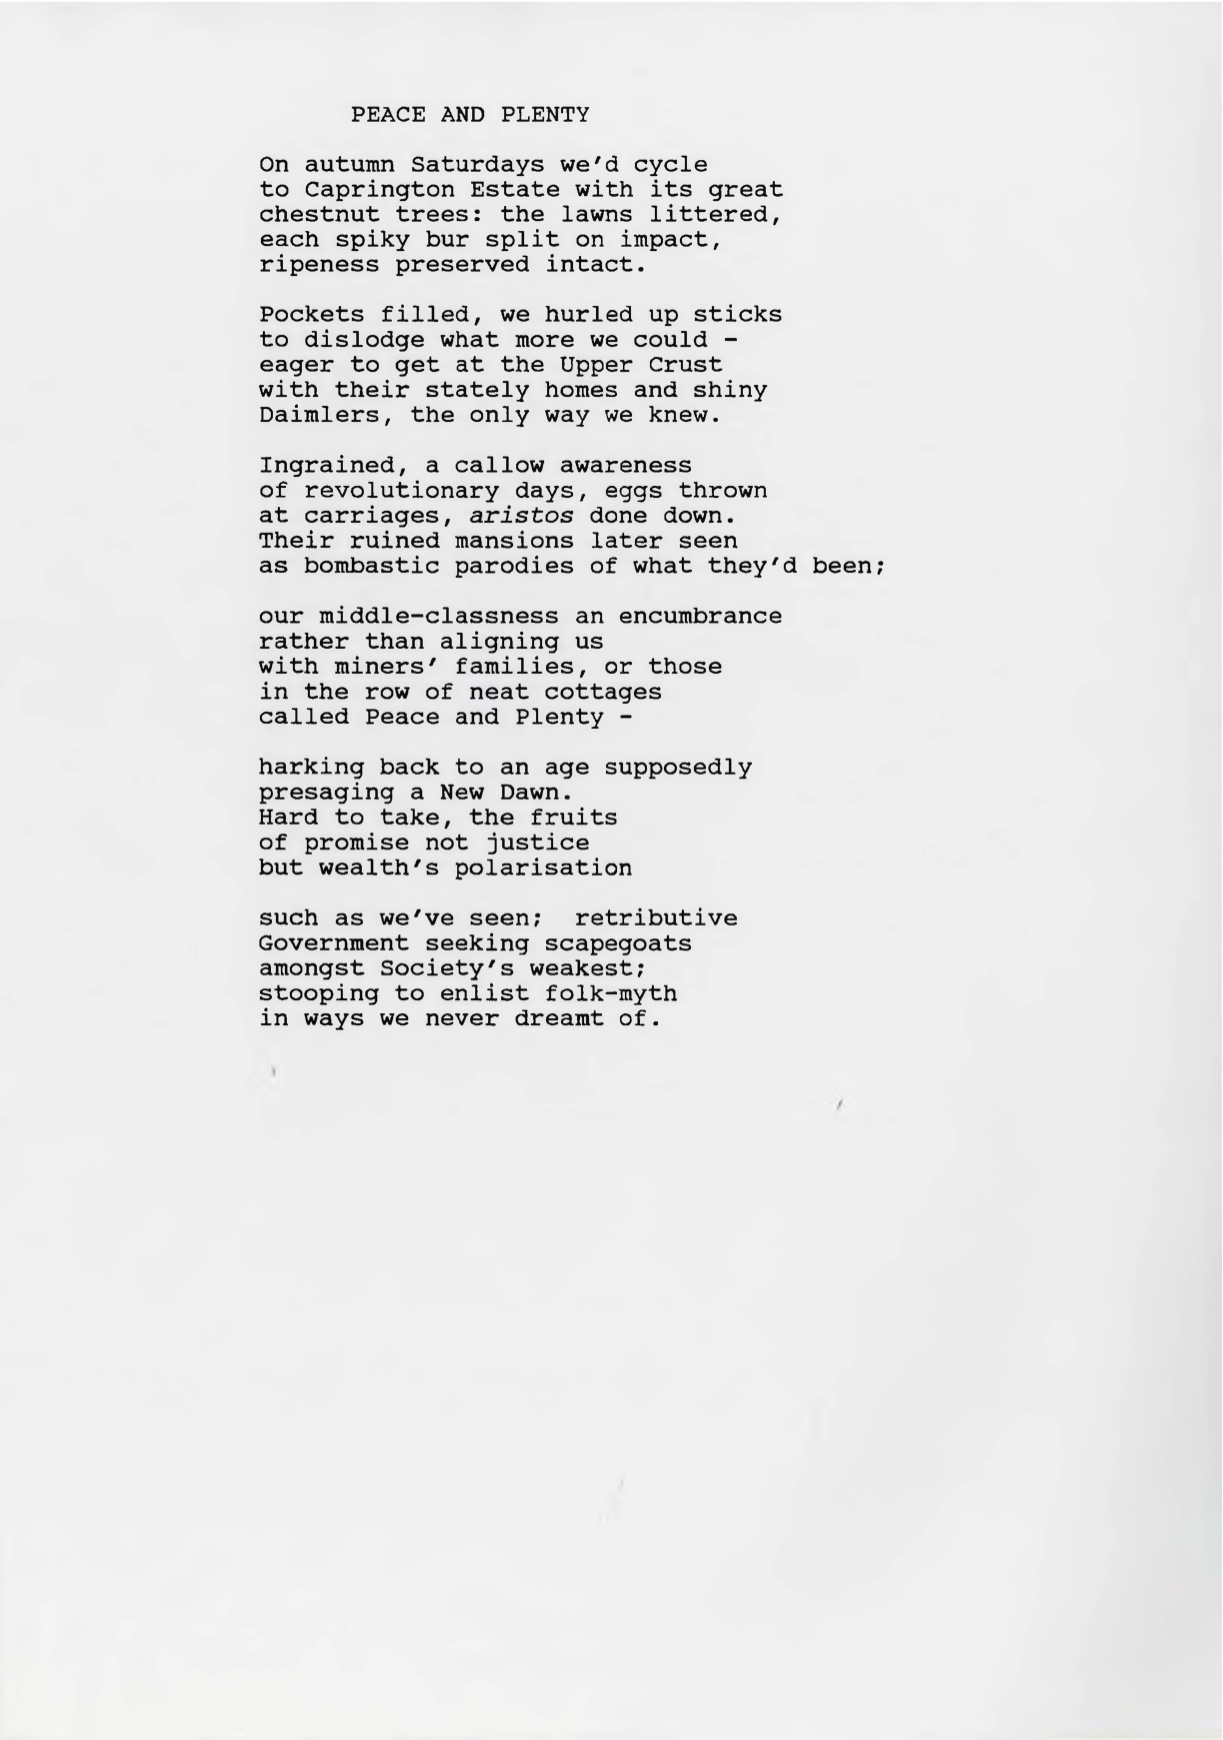 PEACE AND PLENTY
On autumn Saturdays we'd cycle
to Caprington Estate with its great
chestnut trees: the lawns littered,
each spiky bur split on impact,
ripeness preserved intact.
Pockets filled, we hurled up sticks
to dislodge what more we could -
eager to get at the Upper Crust
with their stately homes and shiny
Daimlers, the only way we knew.
Ingrained, a callow awareness
of revolutionary days, eggs thrown
at carriages, aristos done down.
Their ruined mansions later seen
as bombastic parodies of what they'd been;
our middle-classness an encumbrance
rather than aligning us
with miners' families, or those
in the row of neat cottages
called Peace and Plenty -
harking back to an age supposedly
presaging a New Dawn.
Hard to take, the fruits
of promise not justice
but wealth's polarisation
such as we've seen;  retributive
Government seeking scapegoats
amongst Society's weakest;
stooping to enlist folk-myth
in ways we never dreamt of.